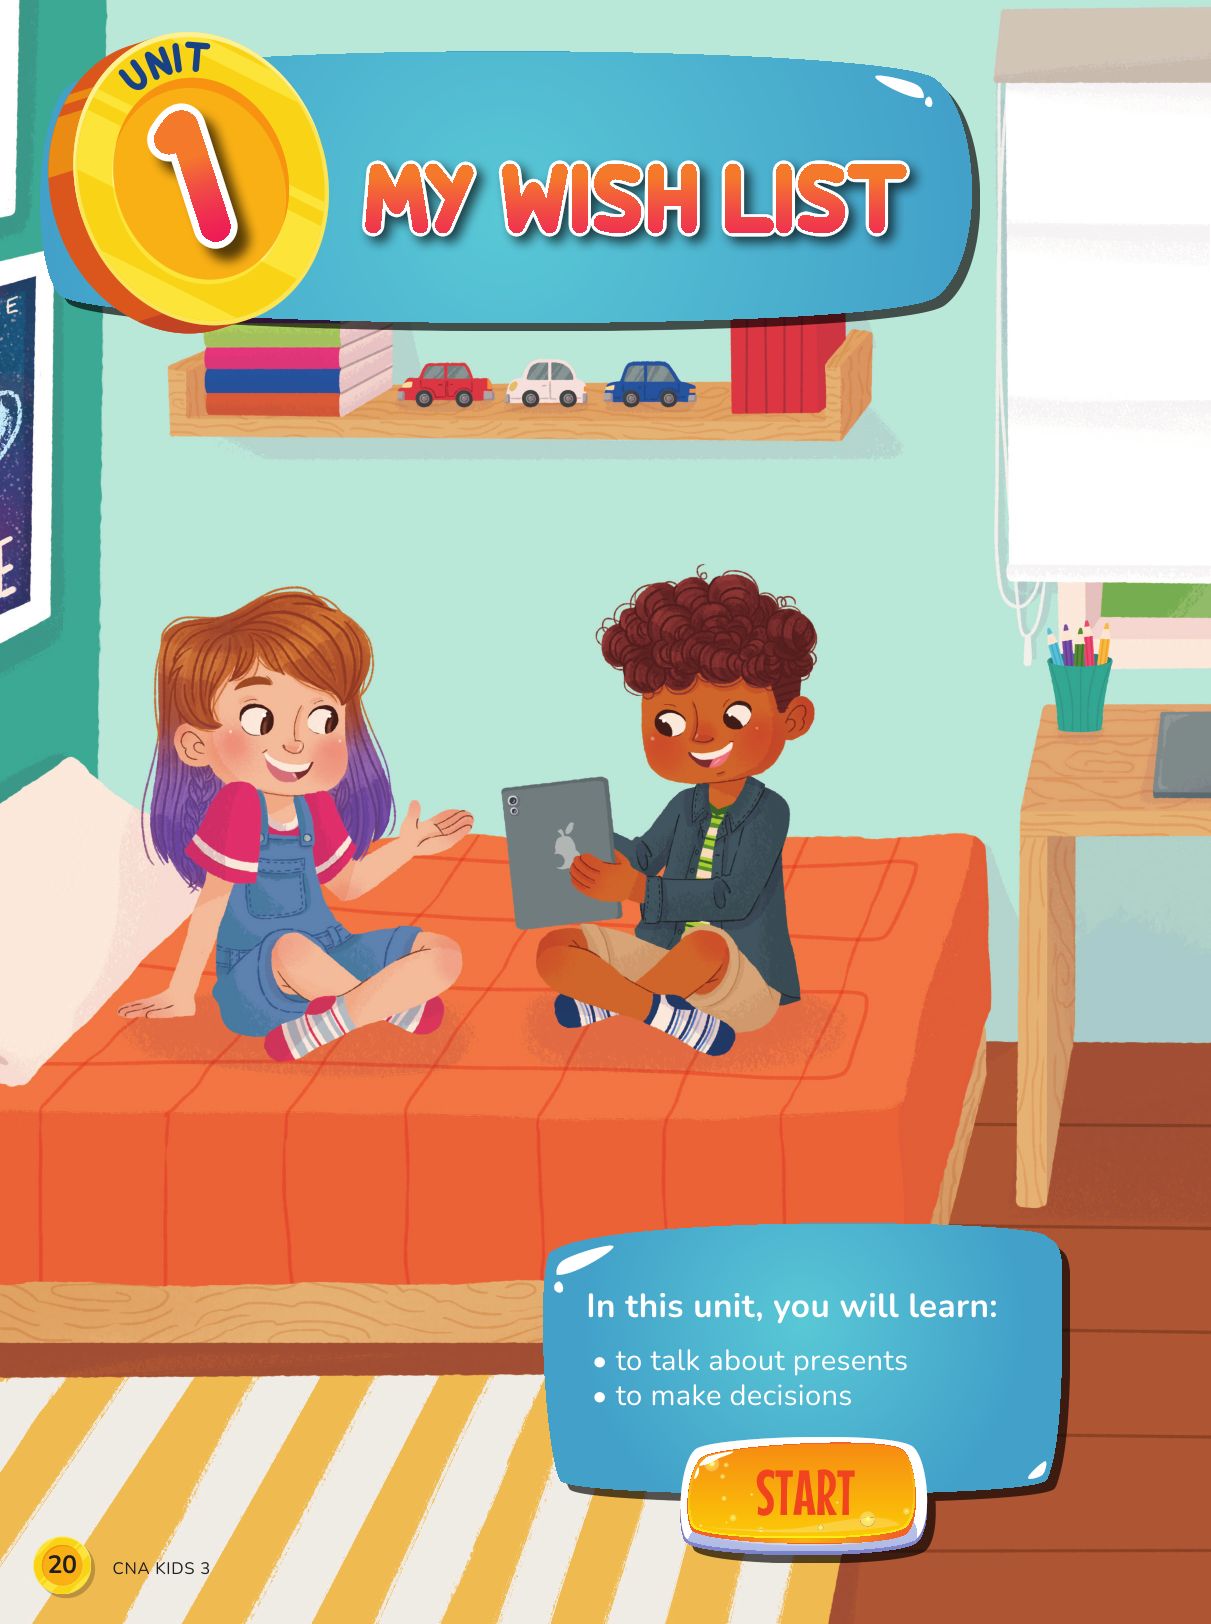 UNIT
1
MY WISH LIST
E
E
In this unit, you will learn:
• to talk about presents
• to make decisions
START
20
CNA KIDS 3